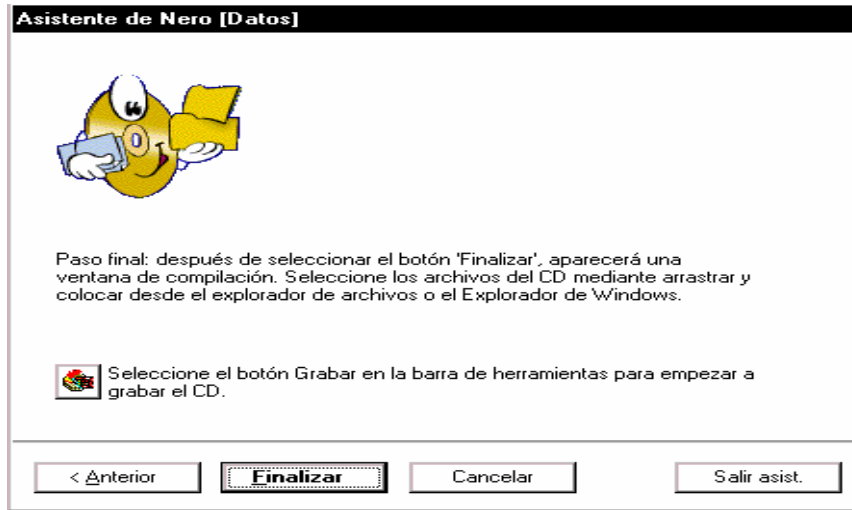 Asistente de Nero [Datos]
Paso final: después de seleccionar el botón 'Finalizar', aparecerá una
ventana de compilación. Seleccione los archivos del CD mediante arrastrar y
colocar desde el explorador de archivos o el Explorador de Windows.
Seleccione el botón Grabar en la barra de herramientas para empezar a
grabar el CD.
< Anterior Finalizar Cancelar Salir asist.